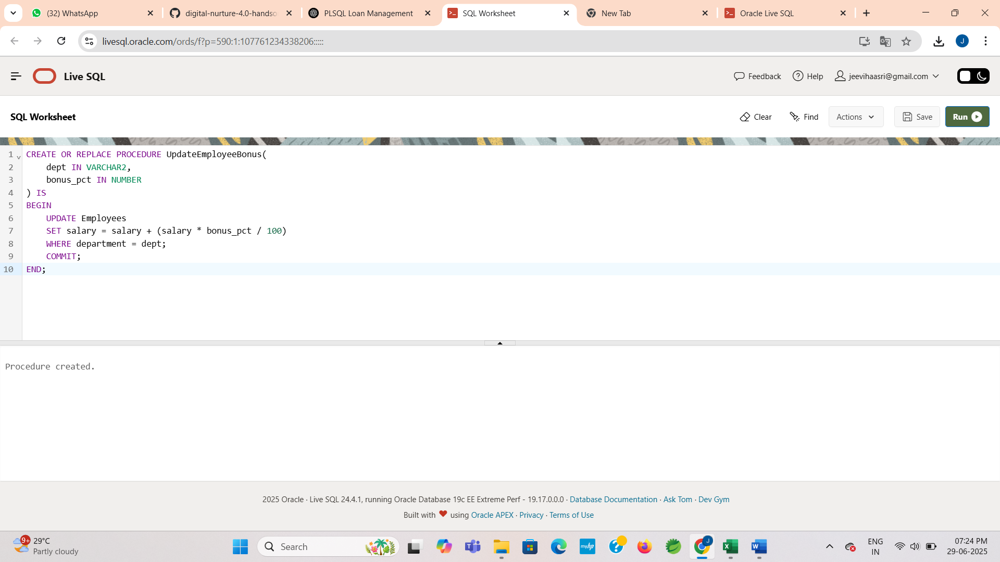 (32) WhatsApp
digital-nurture-4.0-handso
PLSQL Loan Management
SQL Worksheet
New Tab
Oracle Live SQL
livesql.oracle.com/ords/f?p=590:1:107761234338206:::::
J
Live SQL
Feedback
Help
jeevihaasri@gmail.com
SQL Worksheet
Clear
Find
Actions
Save
Run
1 CREATE OR REPLACE PROCEDURE UpdateEmployeeBonus(
2 dept IN VARCHAR2,
3 bonus_pct IN NUMBER
4 ) IS
5 BEGIN
6 UPDATE Employees
7 SET salary = salary + (salary * bonus_pct / 100)
8 WHERE department = dept;
9 COMMIT;
10 END;
Procedure created.
2025 Oracle · Live SQL 24.4.1, running Oracle Database 19c EE Extreme Perf - 19.17.0.0.0 · Database Documentation · Ask Tom · Dev Gym
Built with ❤ using Oracle APEX · Privacy · Terms of Use
9+
29°C
Partly cloudy
Search
myhp
J
ENG
IN
07:24 PM
29-06-2025